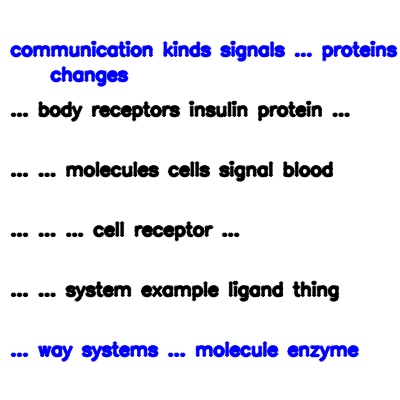 communication kinds signals ... proteins
changes
... body receptors insulin protein ...
... ... molecules cells signal blood
... ... ... cell receptor ...
... ... system example ligand thing
... way systems ... molecule enzyme